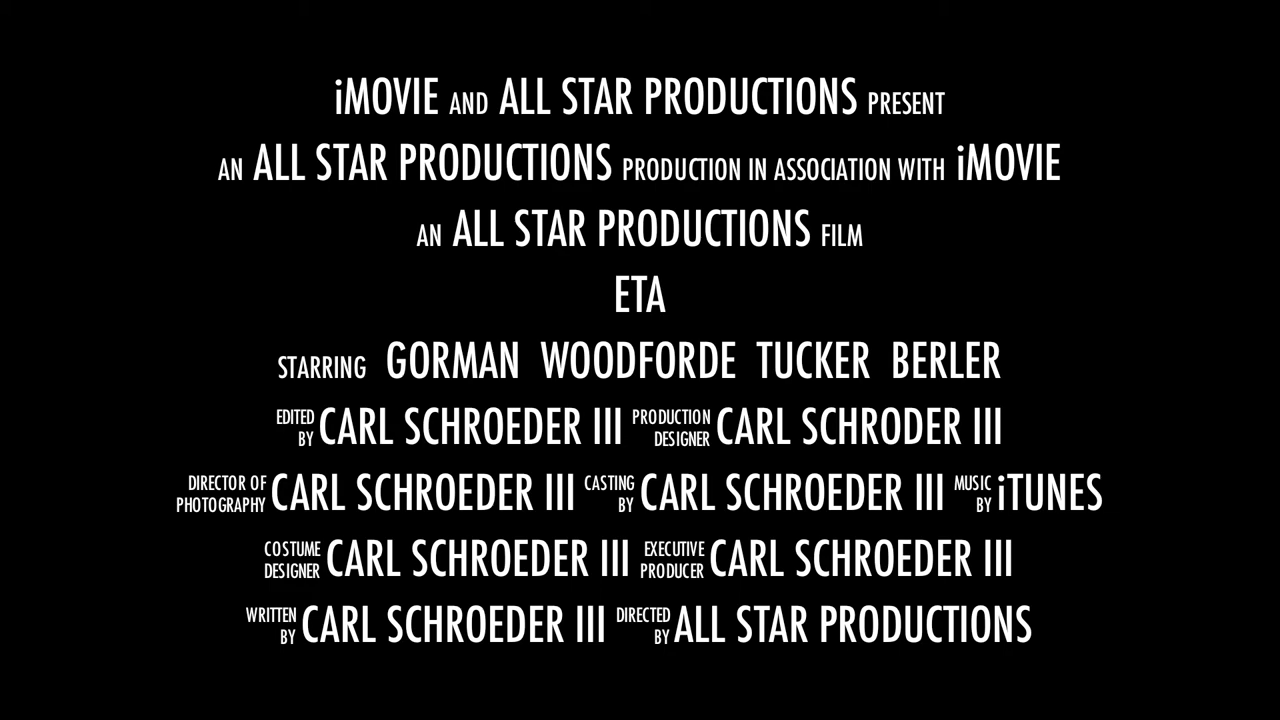 iMOVIE AND ALL STAR PRODUCTIONS PRESENT
AN ALL STAR PRODUCTIONS PRODUCTION IN ASSOCIATION WITH iMOVIE
AN ALL STAR PRODUCTIONS FILM
ETA
STARRING GORMAN WOODFORDE TUCKER BERLER
EDITED BY CARL SCHROEDER III PRODUCTION DESIGNER CARL SCHRODER III
DIRECTOR OF PHOTOGRAPHY CARL SCHROEDER III CASTING BY CARL SCHROEDER III MUSIC BY iTUNES
COSTUME DESIGNER CARL SCHROEDER III EXECUTIVE PRODUCER CARL SCHROEDER III
WRITTEN BY CARL SCHROEDER III DIRECTED BY ALL STAR PRODUCTIONS